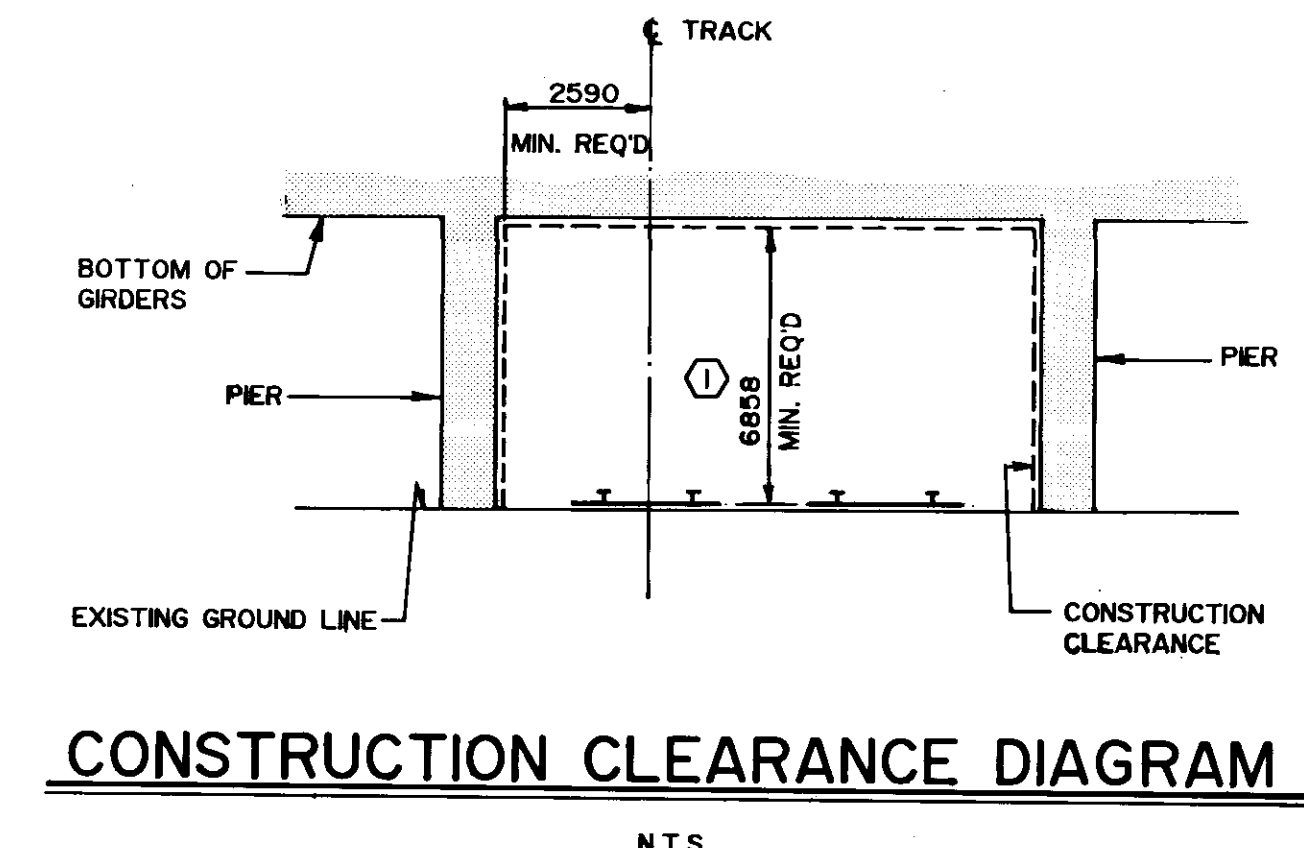 ℄ TRACK
2590
MIN. REQ'D
BOTTOM OF
GIRDERS
PIER
1
6858
MIN. REQ'D
PIER
EXISTING GROUND LINE
CONSTRUCTION
CLEARANCE
CONSTRUCTION CLEARANCE DIAGRAM
N.T.S.